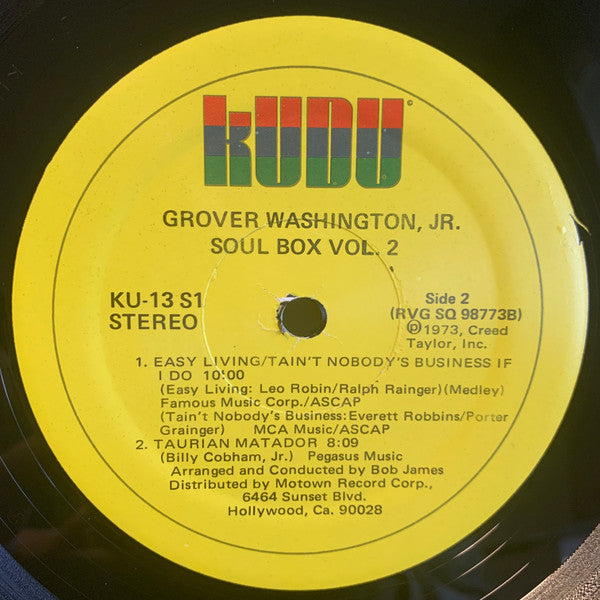 KUDU
©
GROVER WASHINGTON, JR.
SOUL BOX VOL. 2
KU-13 S1
STEREO
Side 2
(RVG SQ 98773B)
℗1973, Creed
Taylor, Inc.
1. EASY LIVING/TAIN'T NOBODY'S BUSINESS IF
I DO 10:00
(Easy Living: Leo Robin/Ralph Rainger)(Medley)
Famous Music Corp./ASCAP
(Tain't Nobody's Business:Everett Robbins/Porter
Grainger) MCA Music/ASCAP
2. TAURIAN MATADOR 8:09
(Billy Cobham, Jr.) Pegasus Music
Arranged and Conducted by Bob James
Distributed by Motown Record Corp.,
6464 Sunset Blvd.
Hollywood, Ca. 90028